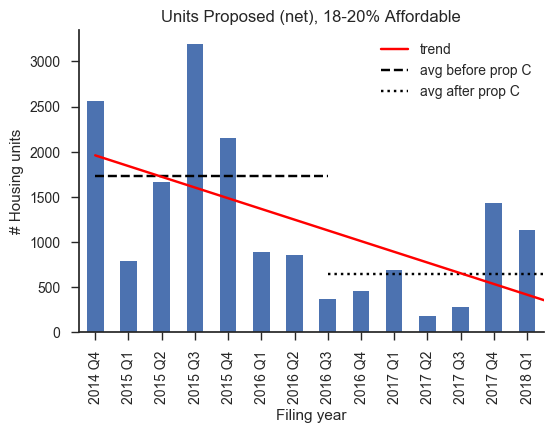 Units Proposed (net), 18-20% Affordable
trend
avg before prop C
avg after prop C
# Housing units
3000
2500
2000
1500
1000
500
0
2014 Q4
2015 Q1
2015 Q2
2015 Q3
2015 Q4
2016 Q1
2016 Q2
2016 Q3
2016 Q4
2017 Q1
2017 Q2
2017 Q3
2017 Q4
2018 Q1
Filing year